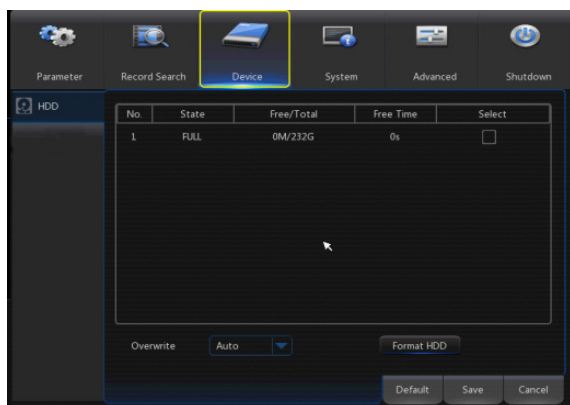 Parameter Record Search Device System Advanced Shutdown
HDD
No. State Free/Total Free Time Select
1 FULL 0M/232G 0s
Overwrite Auto Format HDD
Default Save Cancel